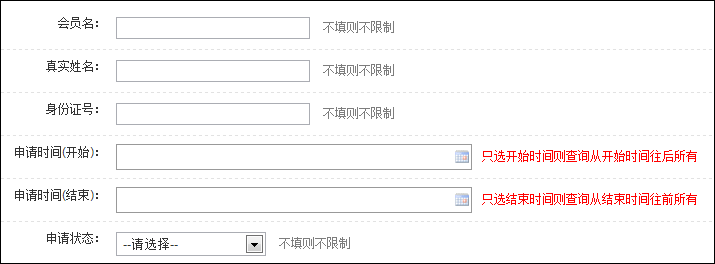 会员名： 不填则不限制
真实姓名： 不填则不限制
身份证号： 不填则不限制
申请时间(开始)： 只选开始时间则查询从开始时间往后所有
申请时间(结束)： 只选结束时间则查询从结束时间往前所有
申请状态： --请选择-- 不填则不限制